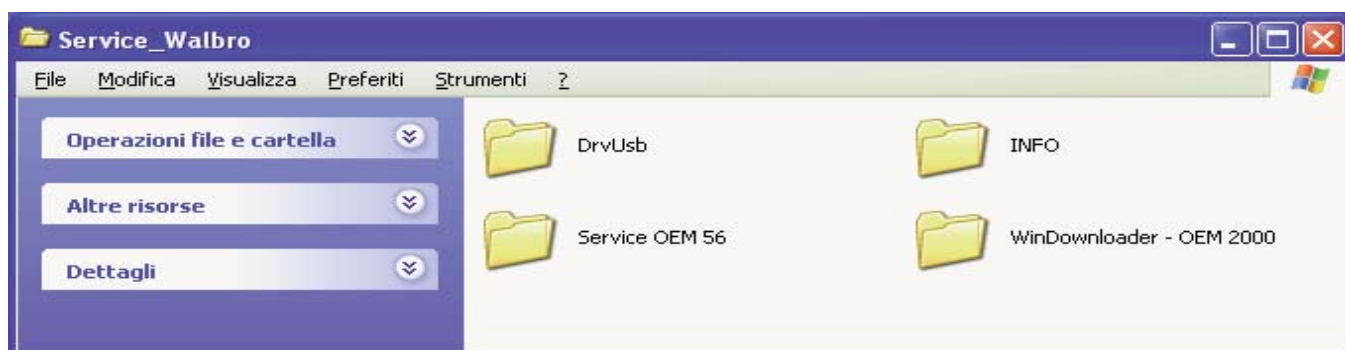 Service_Walbro
File Modifica Visualizza Preferiti Strumenti ?
Operazioni file e cartella
Altre risorse
Dettagli
DrvUsb
INFO
Service OEM 56
WinDownloader - OEM 2000